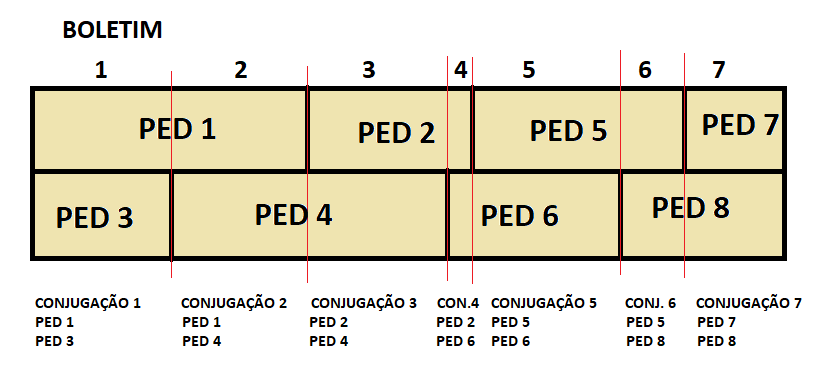 BOLETIM
1 2 3 4 5 6 7
PED 1 PED 2 PED 5 PED 7
PED 3 PED 4 PED 6 PED 8
CONJUGAÇÃO 1 CONJUGAÇÃO 2 CONJUGAÇÃO 3 CON.4 CONJUGAÇÃO 5 CONJ. 6 CONJUGAÇÃO 7
PED 1 PED 1 PED 2 PED 2 PED 5 PED 5 PED 7
PED 3 PED 4 PED 4 PED 6 PED 6 PED 8 PED 8